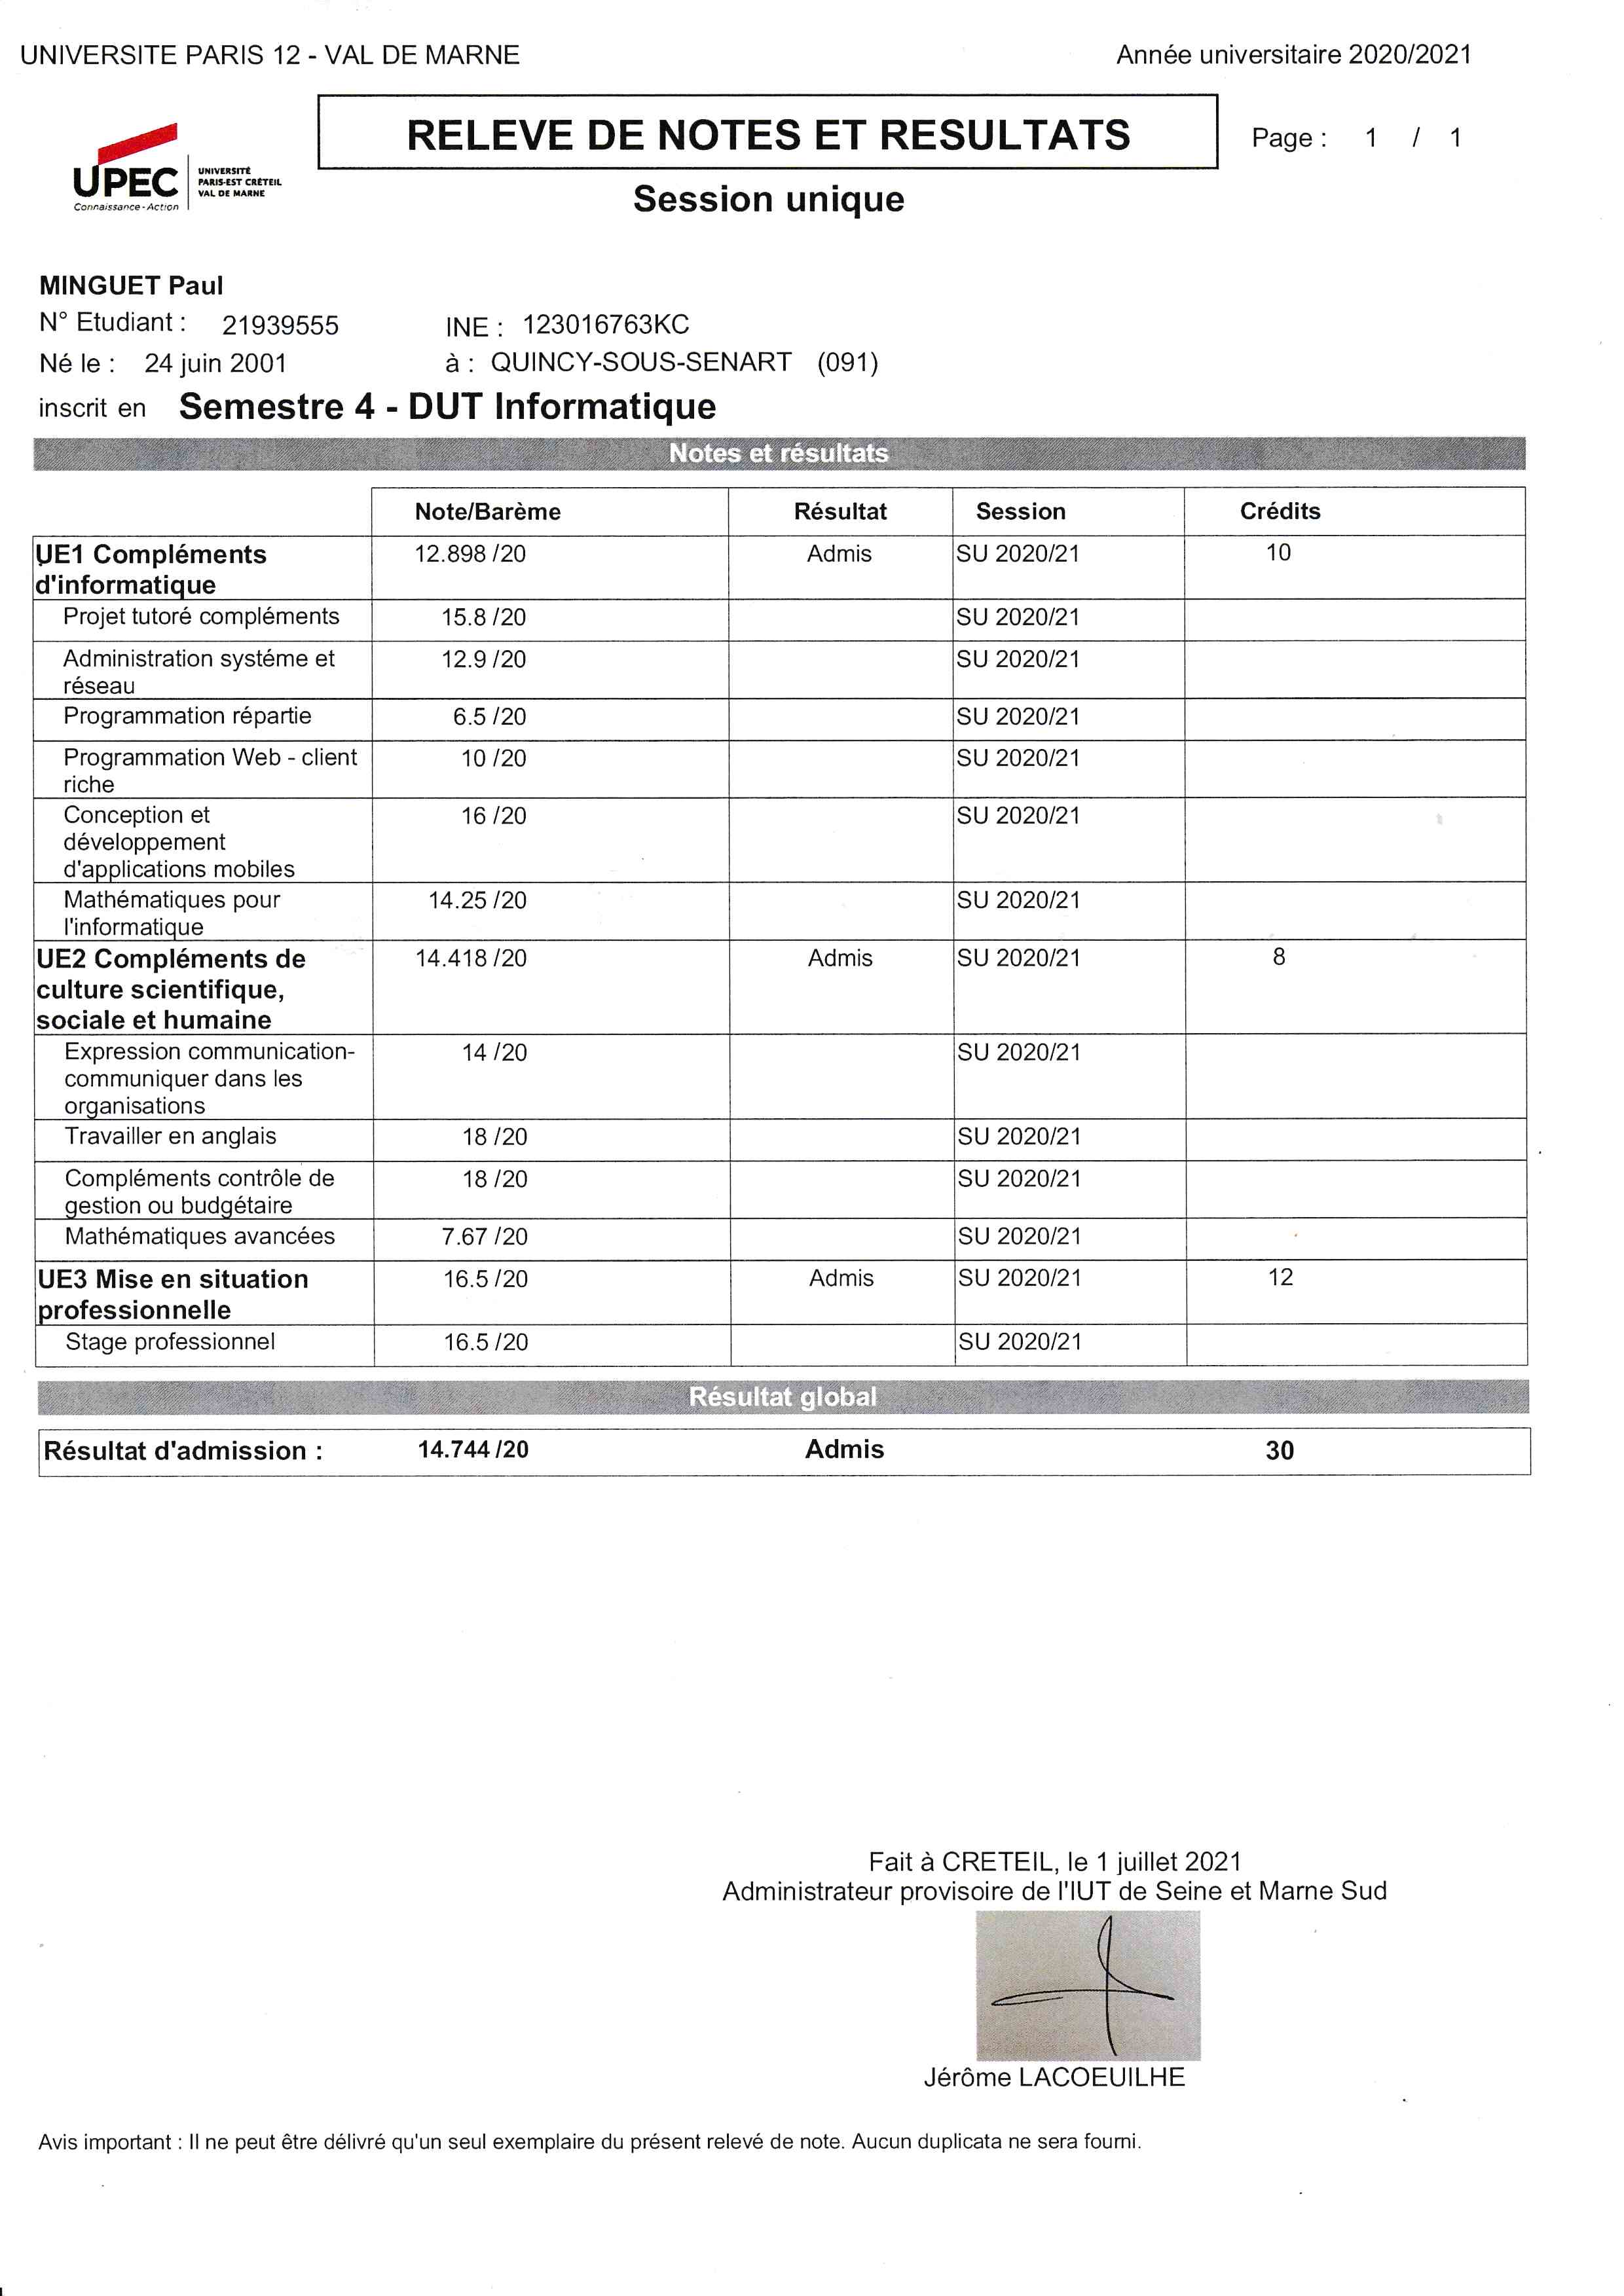 UNIVERSITE PARIS 12 - VAL DE MARNE
Année universitaire 2020/2021
RELEVE DE NOTES ET RESULTATS
Page : 1 / 1
UPEC
Connaissance - Action
UNIVERSITÉ
PARIS-EST CRÉTEIL
VAL DE MARNE
Session unique
MINGUET Paul
N° Etudiant : 21939555 INE : 123016763KC
Né le : 24 juin 2001 à : QUINCY-SOUS-SENART (091)
inscrit en Semestre 4 - DUT Informatique
Notes et résultats
Note/Barème Résultat Session Crédits
UE1 Compléments 12.898 /20 Admis SU 2020/21 10
d'informatique
Projet tutoré compléments 15.8 /20 SU 2020/21
Administration systéme et 12.9 /20 SU 2020/21
réseau
Programmation répartie 6.5 /20 SU 2020/21
Programmation Web - client 10 /20 SU 2020/21
riche
Conception et 16 /20 SU 2020/21
développement
d'applications mobiles
Mathématiques pour 14.25 /20 SU 2020/21
l'informatique
UE2 Compléments de 14.418 /20 Admis SU 2020/21 8
culture scientifique,
sociale et humaine
Expression communication- 14 /20 SU 2020/21
communiquer dans les
organisations
Travailler en anglais 18 /20 SU 2020/21
Compléments contrôle de 18 /20 SU 2020/21
gestion ou budgétaire
Mathématiques avancées 7.67 /20 SU 2020/21
UE3 Mise en situation 16.5 /20 Admis SU 2020/21 12
professionnelle
Stage professionnel 16.5 /20 SU 2020/21
Résultat global
Résultat d'admission : 14.744 /20 Admis 30
Fait à CRETEIL, le 1 juillet 2021
Administrateur provisoire de l'IUT de Seine et Marne Sud
Jérôme LACOEUILHE
Avis important : Il ne peut être délivré qu'un seul exemplaire du présent relevé de note. Aucun duplicata ne sera fourni.